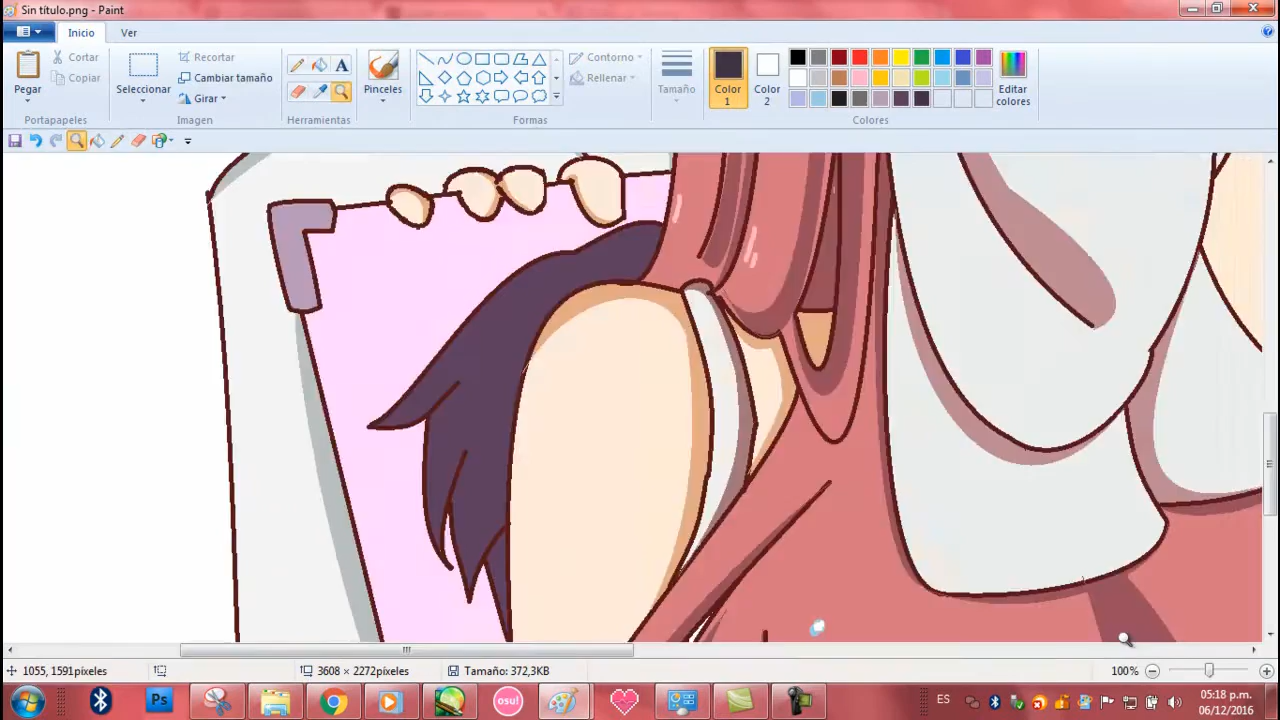 Sin título.png - Paint
Inicio
Ver
Pegar
Cortar
Copiar
Portapapeles
Seleccionar
Recortar
Cambiar tamaño
Girar
Imagen
A
Herramientas
Pinceles
Contorno
Rellenar
Formas
Tamaño
Color
1
Color
2
Editar
colores
Colores
1055, 1591píxeles
3608 × 2272píxeles
Tamaño: 372,3KB
100%
Ps
osu!
ES
05:18 p.m.
06/12/2016